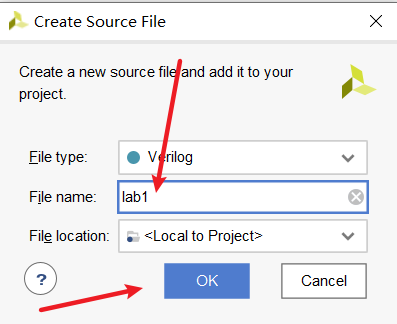 Create Source File
Create a new source file and add it to your
project.
File type:
Verilog
File name:
lab1
File location:
<Local to Project>
?
OK
Cancel